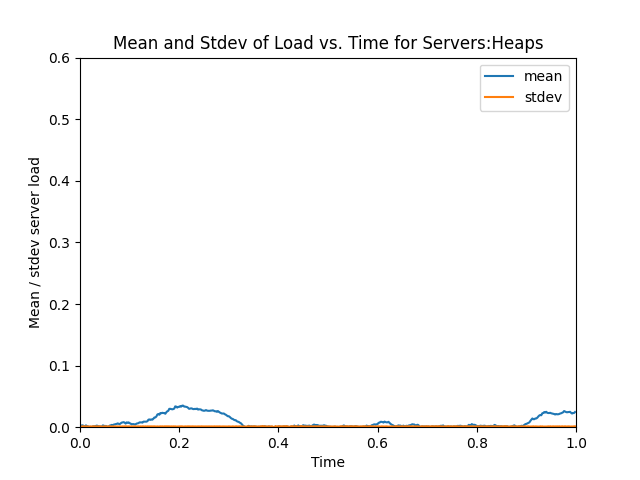 Mean and Stdev of Load vs. Time for Servers:Heaps
mean
stdev
Mean / stdev server load
0.6
0.5
0.4
0.3
0.2
0.1
0.0
0.0 0.2 0.4 0.6 0.8 1.0
Time